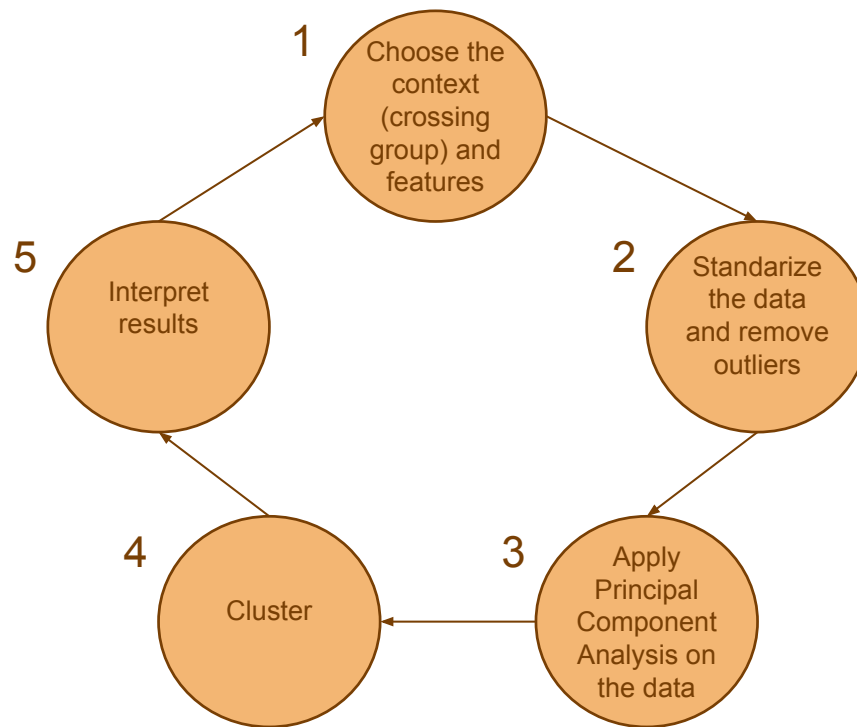 1
Choose the
context
(crossing
group) and
features
2
Standarize
the data
and remove
outliers
3
Apply
Principal
Component
Analysis on
the data
4
Cluster
5
Interpret
results